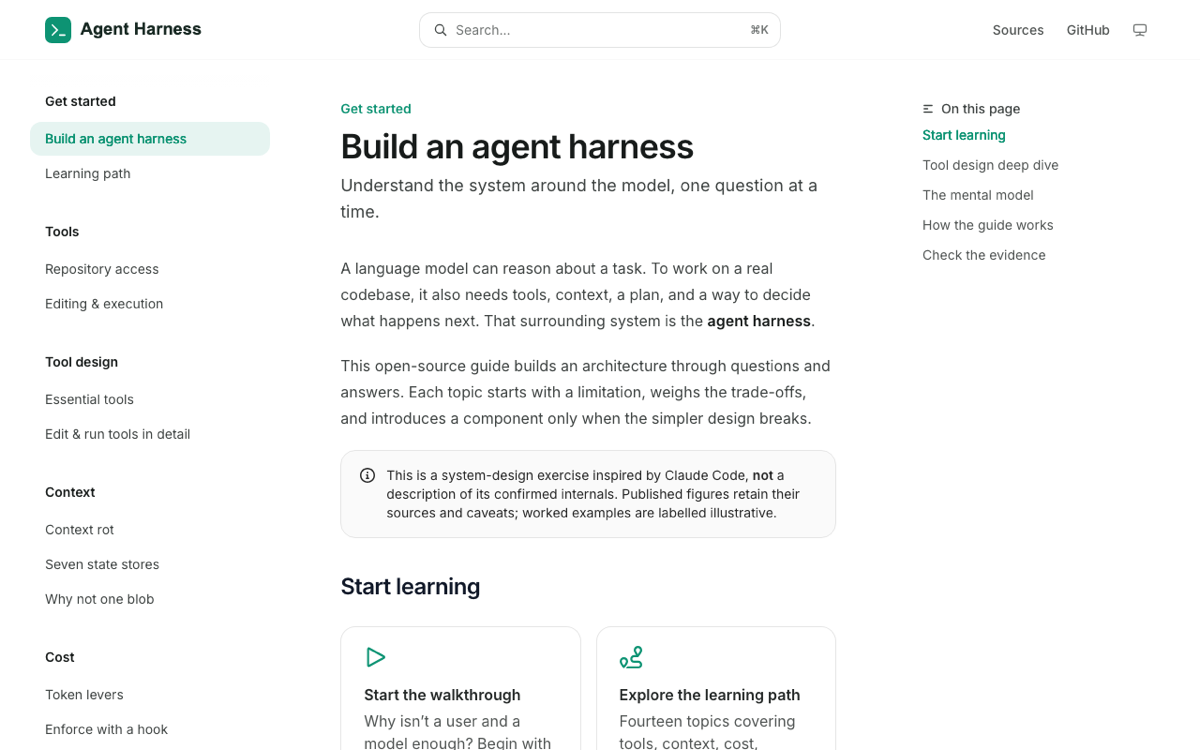 Agent Harness
Search...
⌘K
Sources
GitHub
Get started
Build an agent harness
Learning path
Tools
Repository access
Editing & execution
Tool design
Essential tools
Edit & run tools in detail
Context
Context rot
Seven state stores
Why not one blob
Cost
Token levers
Enforce with a hook
Get started
Build an agent harness
Understand the system around the model, one question at a
time.
A language model can reason about a task. To work on a real
codebase, it also needs tools, context, a plan, and a way to decide
what happens next. That surrounding system is the agent harness.
This open-source guide builds an architecture through questions and
answers. Each topic starts with a limitation, weighs the trade-offs,
and introduces a component only when the simpler design breaks.
This is a system-design exercise inspired by Claude Code, not a
description of its confirmed internals. Published figures retain their
sources and caveats; worked examples are labelled illustrative.
Start learning
Start the walkthrough
Why isn’t a user and a
model enough? Begin with
Explore the learning path
Fourteen topics covering
tools, context, cost,
On this page
Start learning
Tool design deep dive
The mental model
How the guide works
Check the evidence